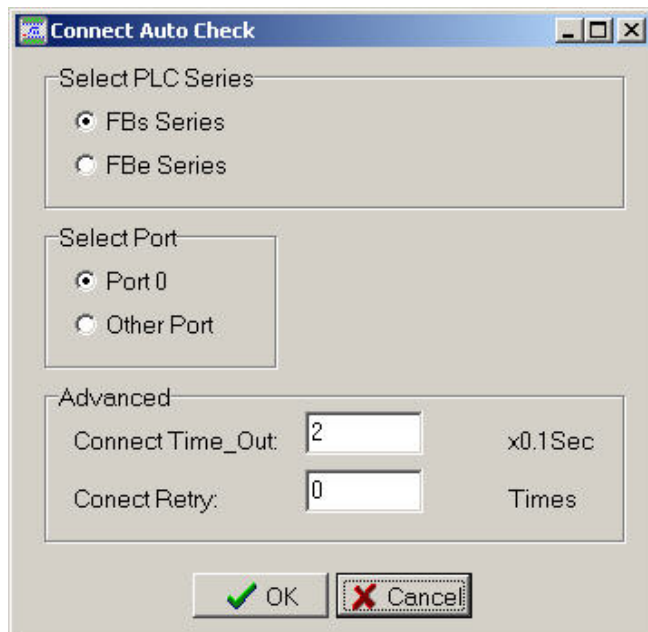 Connect Auto Check
Select PLC Series
FBs Series
FBe Series
Select Port
Port 0
Other Port
Advanced
Connect Time_Out: 2 x0.1Sec
Conect Retry: 0 Times
OK Cancel